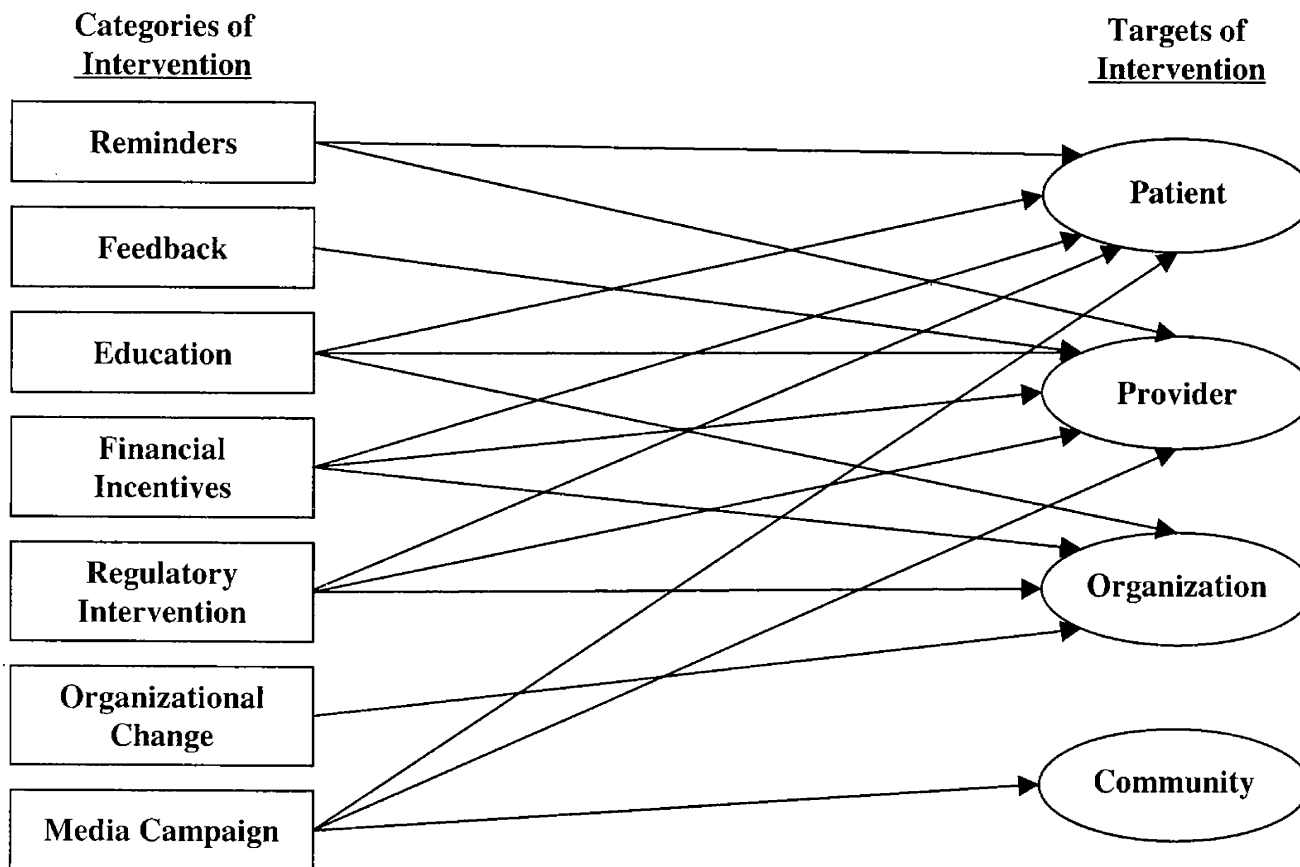 Categories of
Intervention
Targets of
Intervention
Reminders
Feedback
Education
Financial
Incentives
Regulatory
Intervention
Organizational
Change
Media Campaign
Patient
Provider
Organization
Community